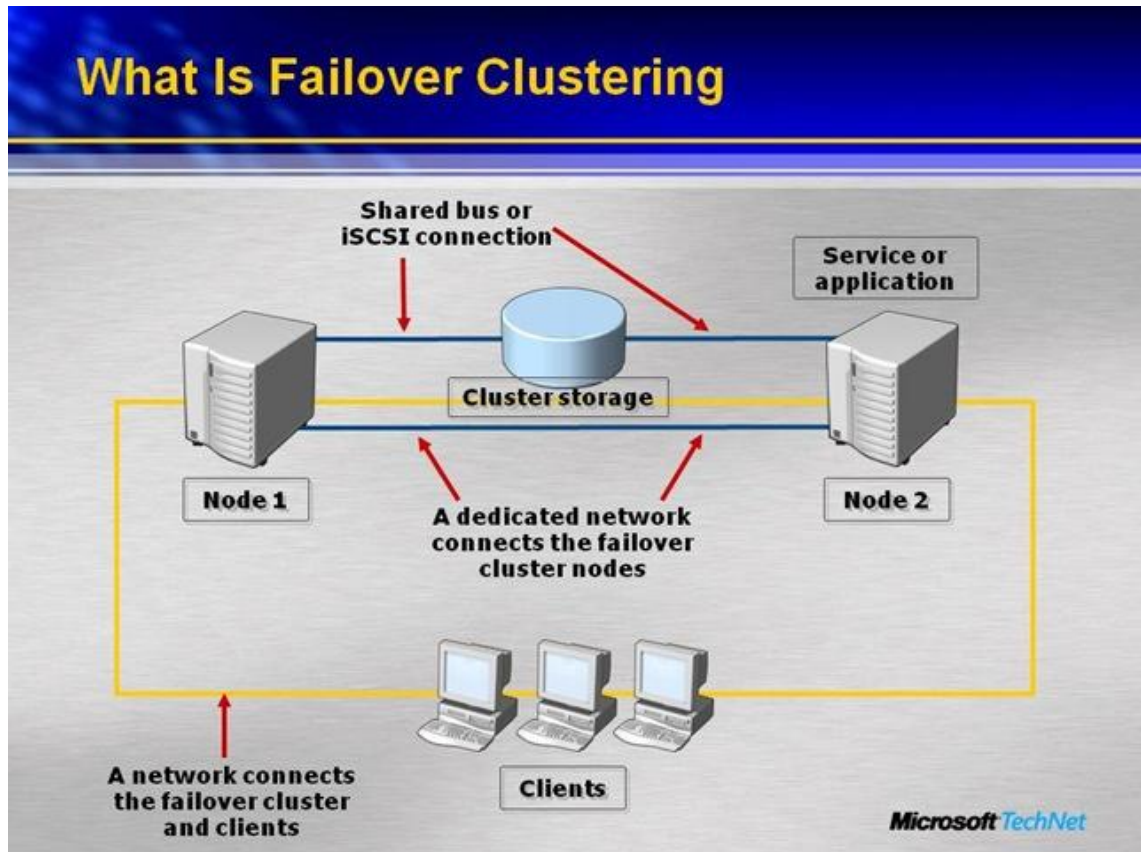 What Is Failover Clustering
Shared bus or
iSCSI connection
Service or
application
Cluster storage
Node 1
Node 2
A dedicated network
connects the failover
cluster nodes
A network connects
the failover cluster
and clients
Clients
Microsoft TechNet